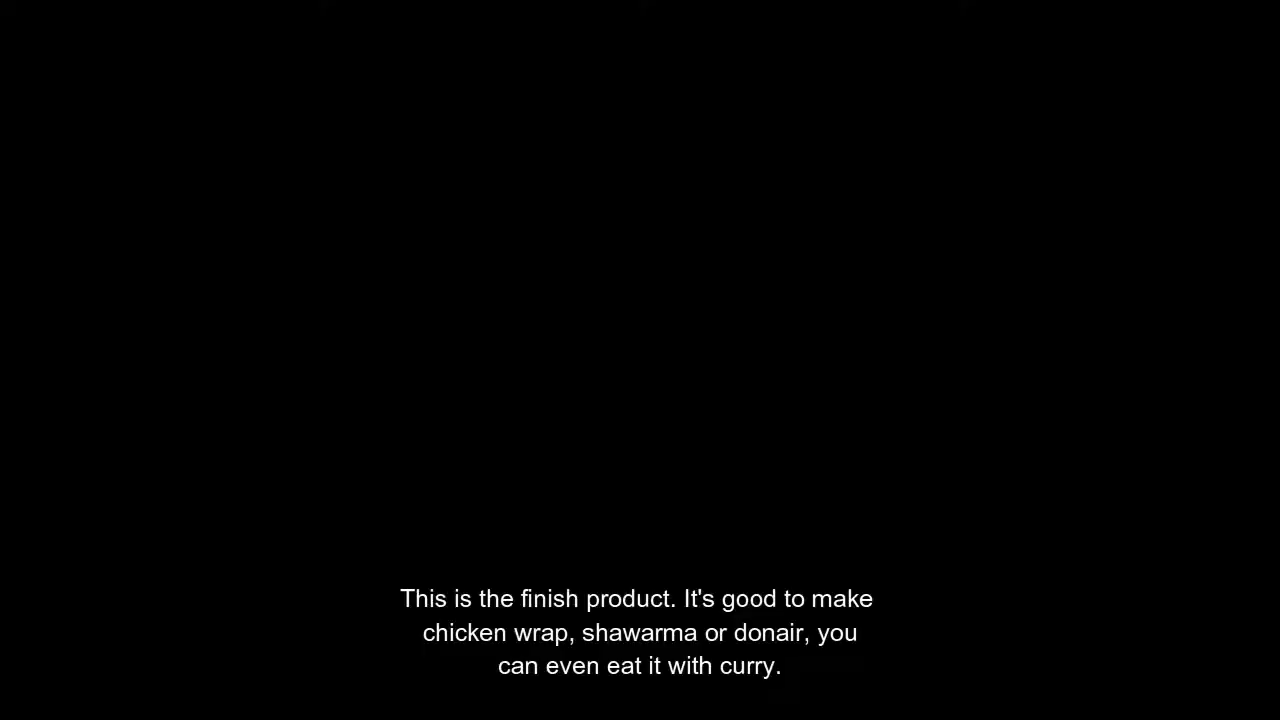 This is the finish product. It's good to make
chicken wrap, shawarma or donair, you
can even eat it with curry.